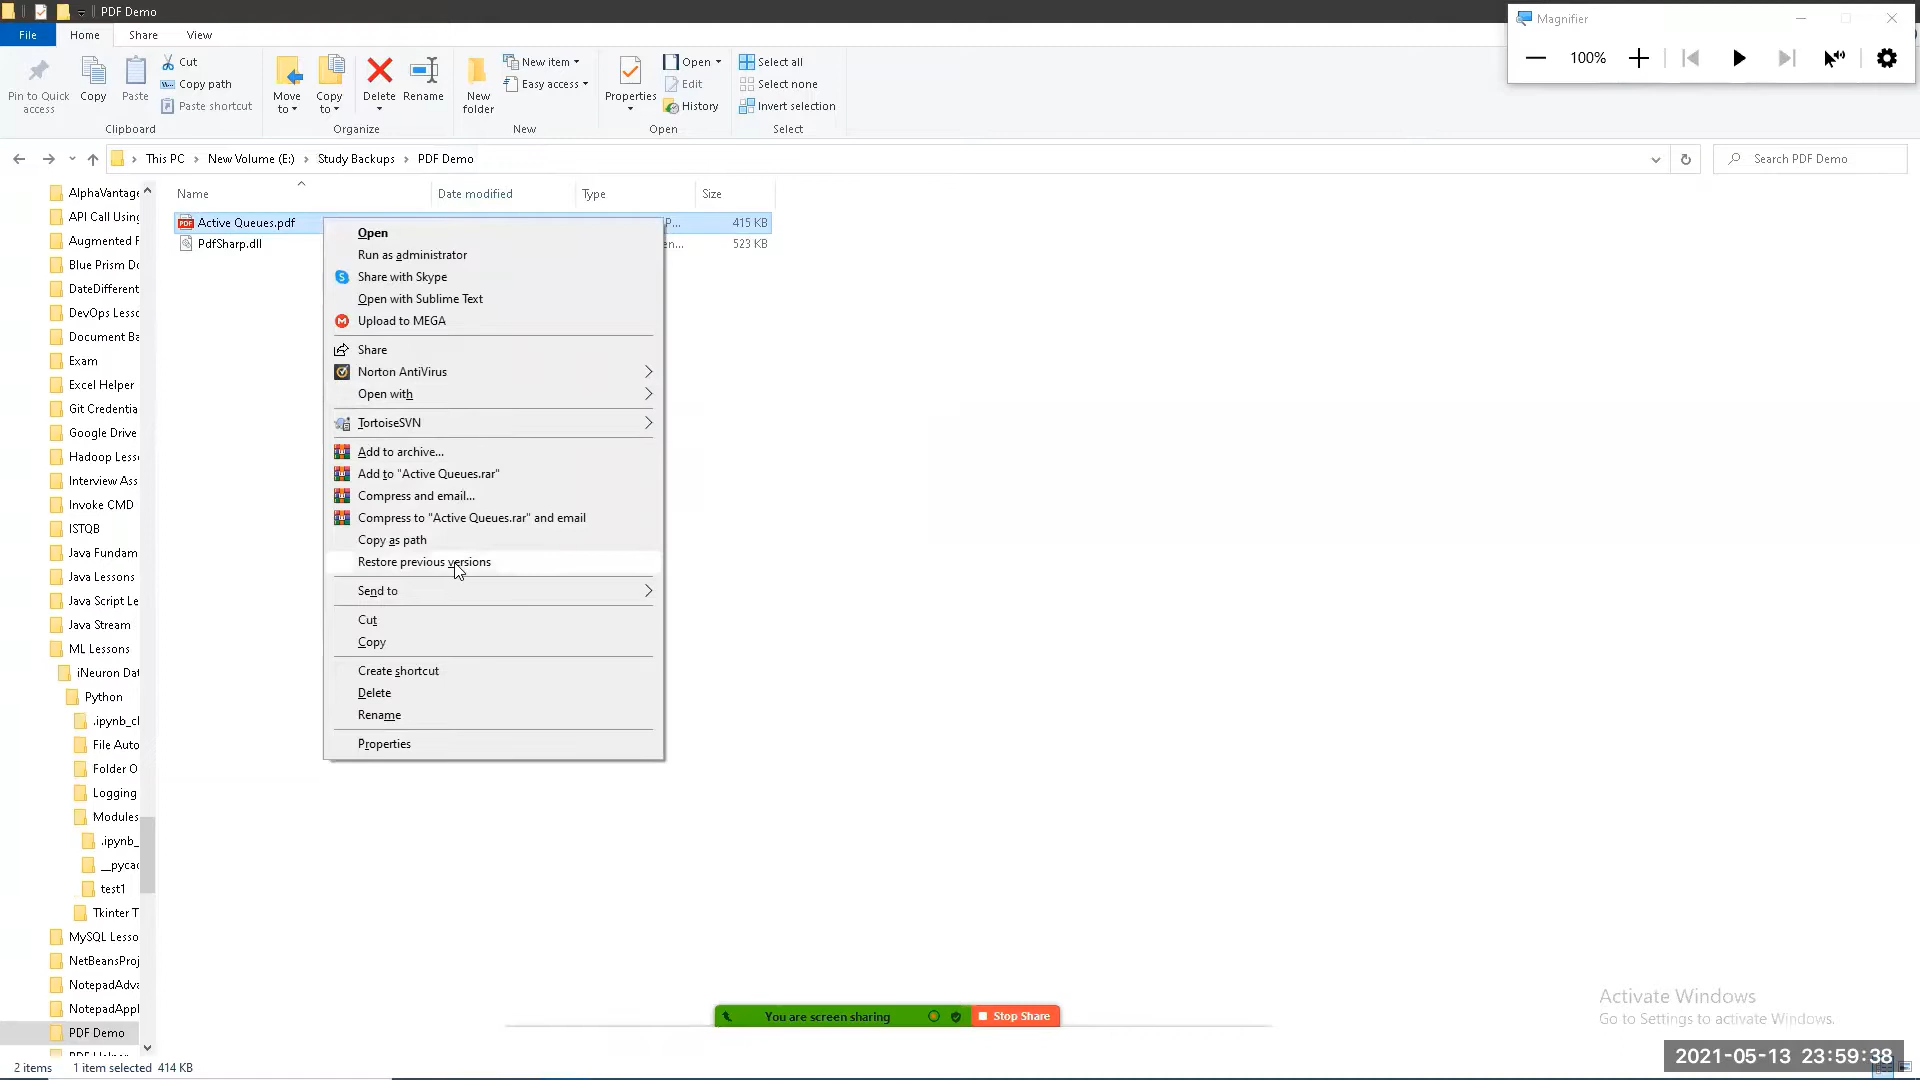 PDF Demo
Magnifier
File
Home
Share
View
100%
Pin to Quick access
Copy
Paste
Cut
Copy path
Paste shortcut
Move to
Copy to
Delete
Rename
New folder
New item
Easy access
Properties
Open
Edit
History
Select all
Select none
Invert selection
Clipboard
Organize
New
Open
Select
This PC > New Volume (E:) > Study Backups > PDF Demo
Search PDF Demo
Name
Date modified
Type
Size
AlphaVantage
API Call Using
Augmented F
Blue Prism Do
DateDifferent
DevOps Lesso
Document Ba
Exam
Excel Helper
Git Credentia
Google Drive
Hadoop Less
Interview Ass
Invoke CMD
ISTQB
Java Fundam
Java Lessons
Java Script Le
Java Stream
ML Lessons
iNeuron Dat
Python
.ipynb_cl
File Auto
Folder O
Logging
Modules
.ipynb_
__pycac
test1
Tkinter T
MySQL Lesso
NetBeansProj
NotepadAdva
NotepadAppl
PDF Demo
Active Queues.pdf
P...
415 KB
PdfSharp.dll
en...
523 KB
Open
Run as administrator
Share with Skype
Open with Sublime Text
Upload to MEGA
Share
Norton AntiVirus
Open with
TortoiseSVN
Add to archive...
Add to "Active Queues.rar"
Compress and email...
Compress to "Active Queues.rar" and email
Copy as path
Restore previous versions
Send to
Cut
Copy
Create shortcut
Delete
Rename
Properties
You are screen sharing
Stop Share
Activate Windows
Go to Settings to activate Windows.
2021-05-13 23:59:38
2 items
1 item selected 414 KB